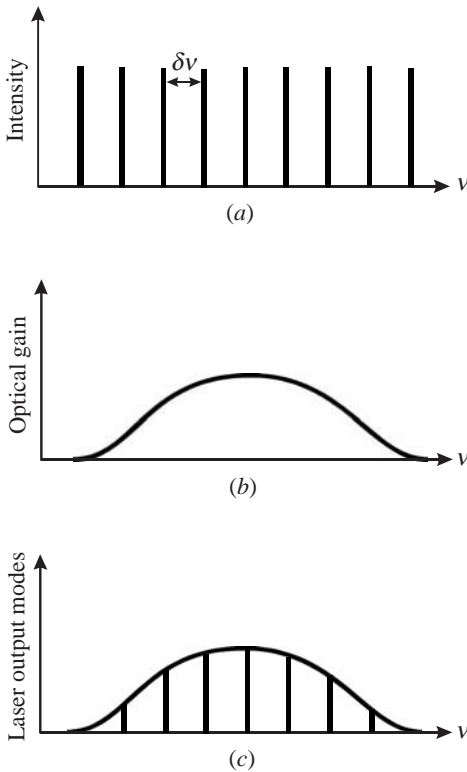 Intensity
δν
ν
(a)
Optical gain
ν
(b)
Laser output modes
ν
(c)